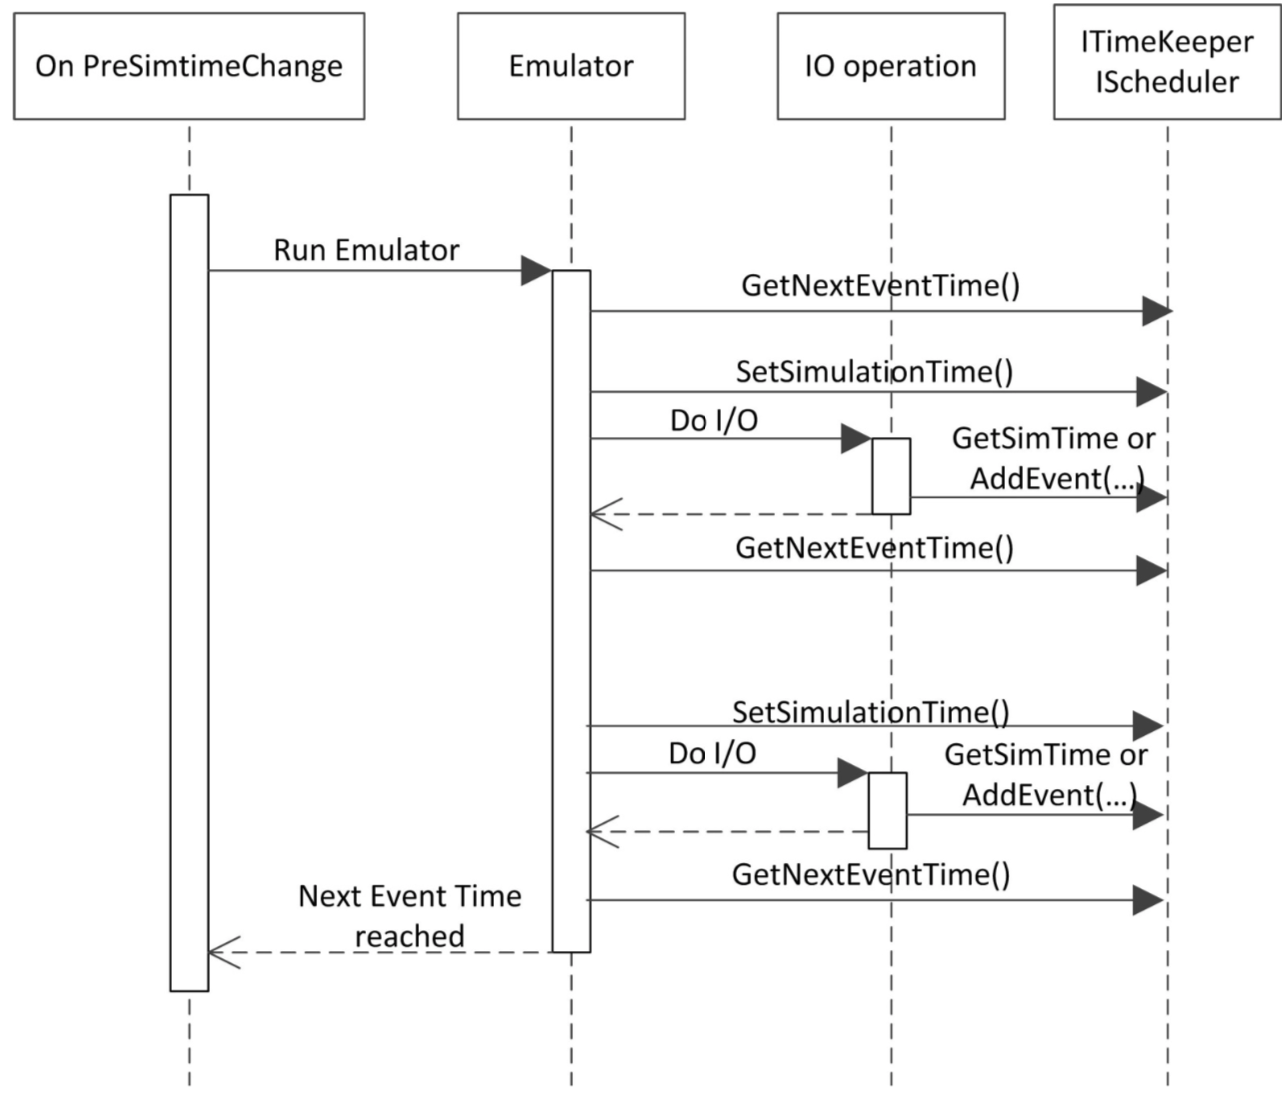 On PreSimtimeChange
Emulator
IO operation
ITimeKeeper
IScheduler
Run Emulator
GetNextEventTime()
SetSimulationTime()
Do I/O
GetSimTime or
AddEvent(...)
GetNextEventTime()
SetSimulationTime()
Do I/O
GetSimTime or
AddEvent(...)
GetNextEventTime()
Next Event Time
reached